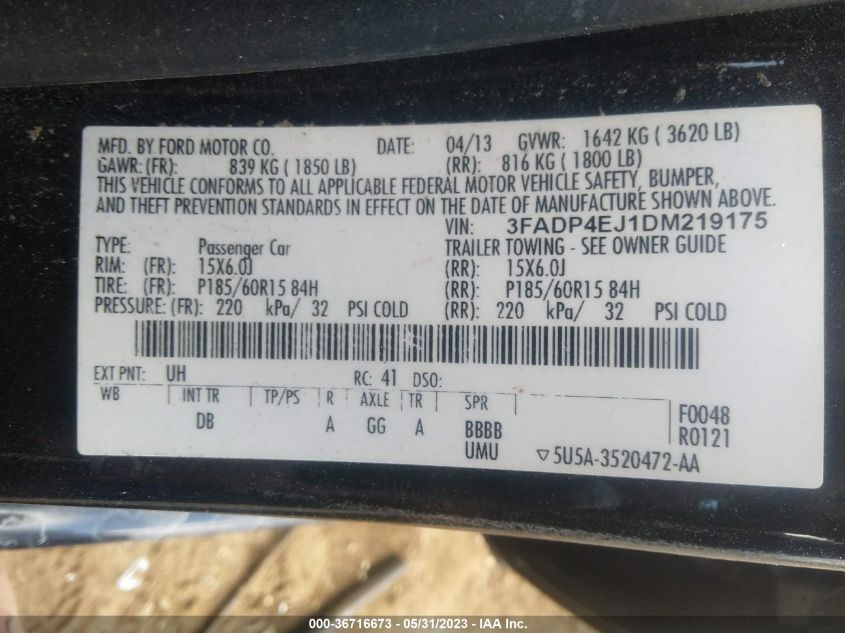 MFD. BY FORD MOTOR CO. DATE: 04/13 GVWR: 1642 KG ( 3620 LB)
GAWR: (FR): 839 KG ( 1850 LB) (RR): 816 KG ( 1800 LB)
THIS VEHICLE CONFORMS TO ALL APPLICABLE FEDERAL MOTOR VEHICLE SAFETY, BUMPER,
AND THEFT PREVENTION STANDARDS IN EFFECT ON THE DATE OF MANUFACTURE SHOWN ABOVE.
VIN: 3FADP4EJ1DM219175
TYPE: Passenger Car TRAILER TOWING - SEE OWNER GUIDE
RIM: (FR): 15X6.0J (RR): 15X6.0J
TIRE: (FR): P185/60R15 84H (RR): P185/60R15 84H
PRESSURE: (FR): 220 kPa/ 32 PSI COLD (RR): 220 kPa/ 32 PSI COLD
EXT PNT: UH RC: 41 DSO:
WB INT TR TP/PS R AXLE TR SPR
DB A GG A BBBB F0048
UMU R0121
▽5U5A-3520472-AA
000-36716673 - 05/31/2023 - IAA Inc.